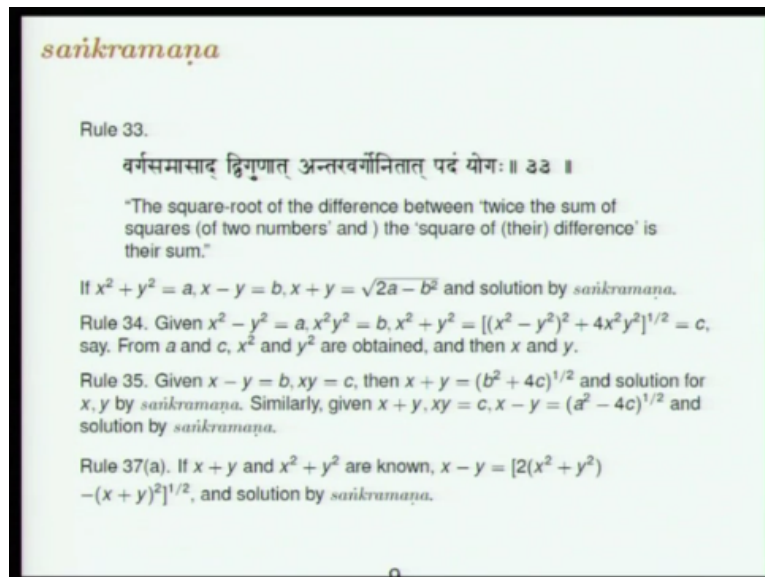 saṅkramaṇa
Rule 33.
वर्गसमासाद् द्विगुणात् अन्तरवर्गोनितात् पदं योगः॥ ३३ ॥
“The square-root of the difference between ‘twice the sum of
squares (of two numbers’ and ) the ‘square of (their) difference’ is
their sum.”
If x² + y² = a, x − y = b, x + y = √2a − b² and solution by saṅkramaṇa.
Rule 34. Given x² − y² = a, x²y² = b, x² + y² = [(x² − y²)² + 4x²y²]¹/² = c,
say. From a and c, x² and y² are obtained, and then x and y.
Rule 35. Given x − y = b, xy = c, then x + y = (b² + 4c)¹/² and solution for
x, y by saṅkramaṇa. Similarly, given x + y, xy = c, x − y = (a² − 4c)¹/² and
solution by saṅkramaṇa.
Rule 37(a). If x + y and x² + y² are known, x − y = [2(x² + y²)
−(x + y)²]¹/², and solution by saṅkramaṇa.